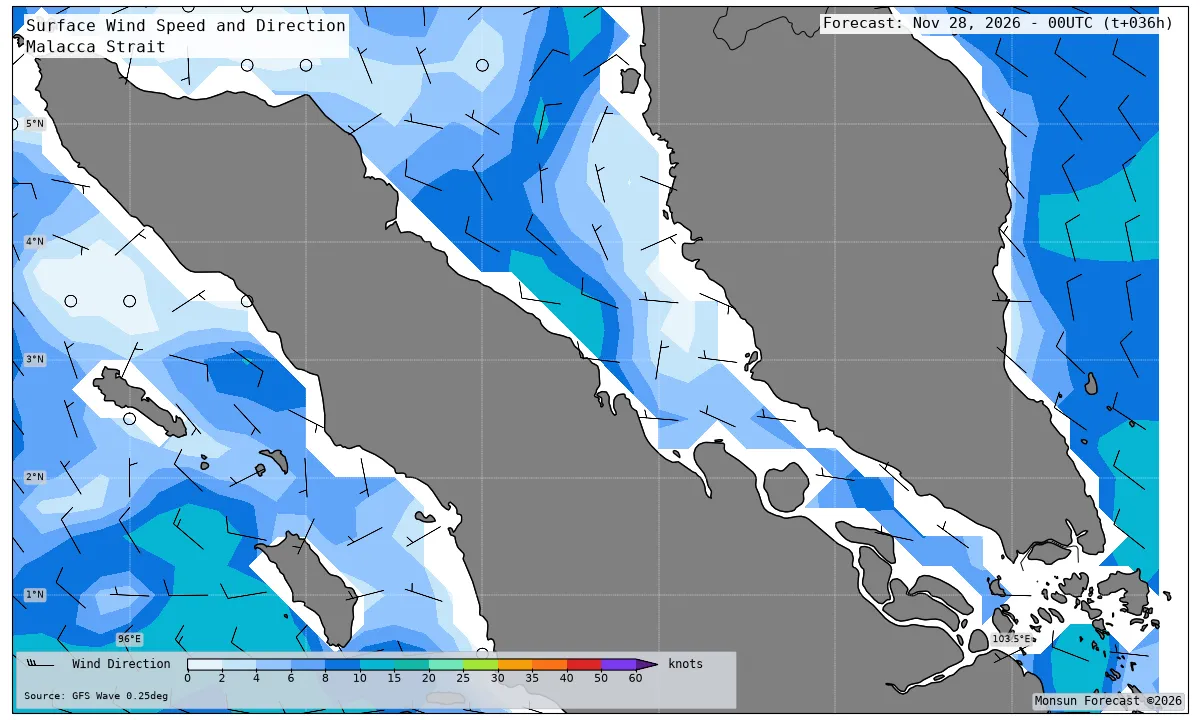 Surface Wind Speed and Direction
Malacca Strait
Forecast: Nov 28, 2026 - 00UTC (t+036h)
5°N
4°N
3°N
2°N
1°N
96°E
103.5°E
Wind Direction
knots
0 2 4 6 8 10 15 20 25 30 35 40 50 60
Source: GFS Wave 0.25deg
Monsun Forecast ©2026